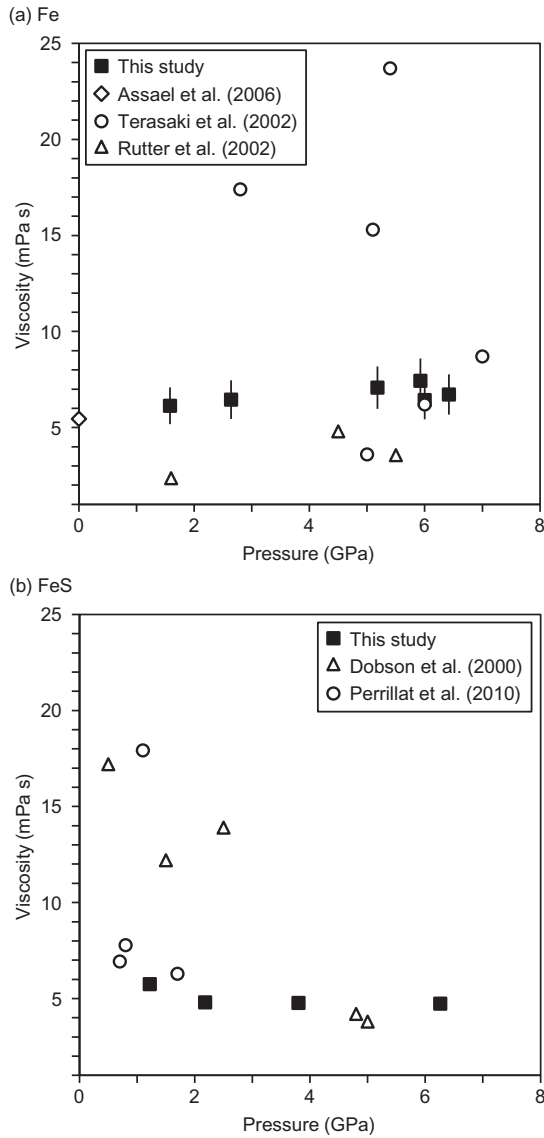 (a) Fe
25
20
15
10
5
Viscosity (mPa s)
This study
Assael et al. (2006)
Terasaki et al. (2002)
Rutter et al. (2002)
0 2 4 6 8
Pressure (GPa)
(b) FeS
25
20
15
10
5
Viscosity (mPa s)
This study
Dobson et al. (2000)
Perrillat et al. (2010)
0 2 4 6 8
Pressure (GPa)